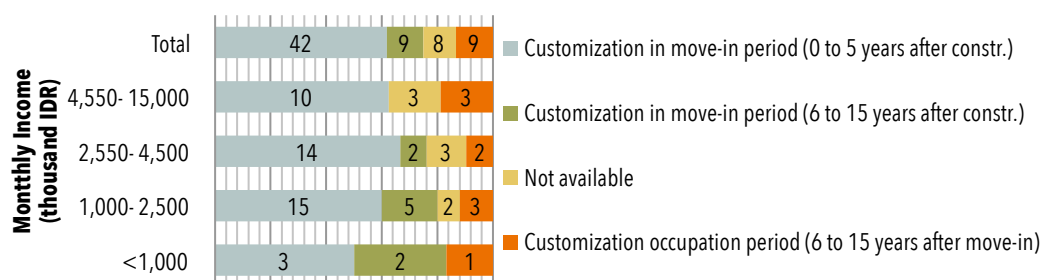 Montthly Income
(thousand IDR)
Total 42 9 8 9
4,550- 15,000 10 3 3
2,550- 4,500 14 2 3 2
1,000- 2,500 15 5 2 3
<1,000 3 2 1
Customization in move-in period (0 to 5 years after constr.)
Customization in move-in period (6 to 15 years after constr.)
Not available
Customization occupation period (6 to 15 years after move-in)